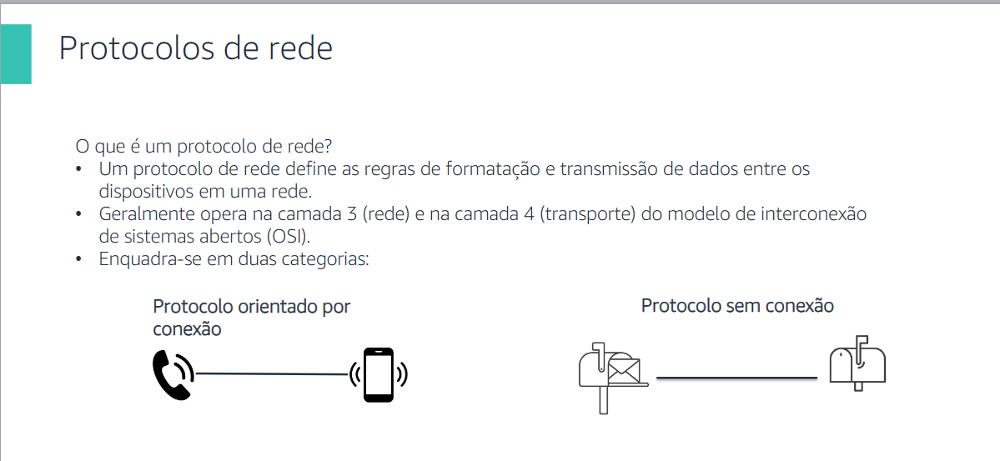 Protocolos de rede
O que é um protocolo de rede?
• Um protocolo de rede define as regras de formatação e transmissão de dados entre os
dispositivos em uma rede.
• Geralmente opera na camada 3 (rede) e na camada 4 (transporte) do modelo de interconexão
de sistemas abertos (OSI).
• Enquadra-se em duas categorias:
Protocolo orientado por
conexão
Protocolo sem conexão